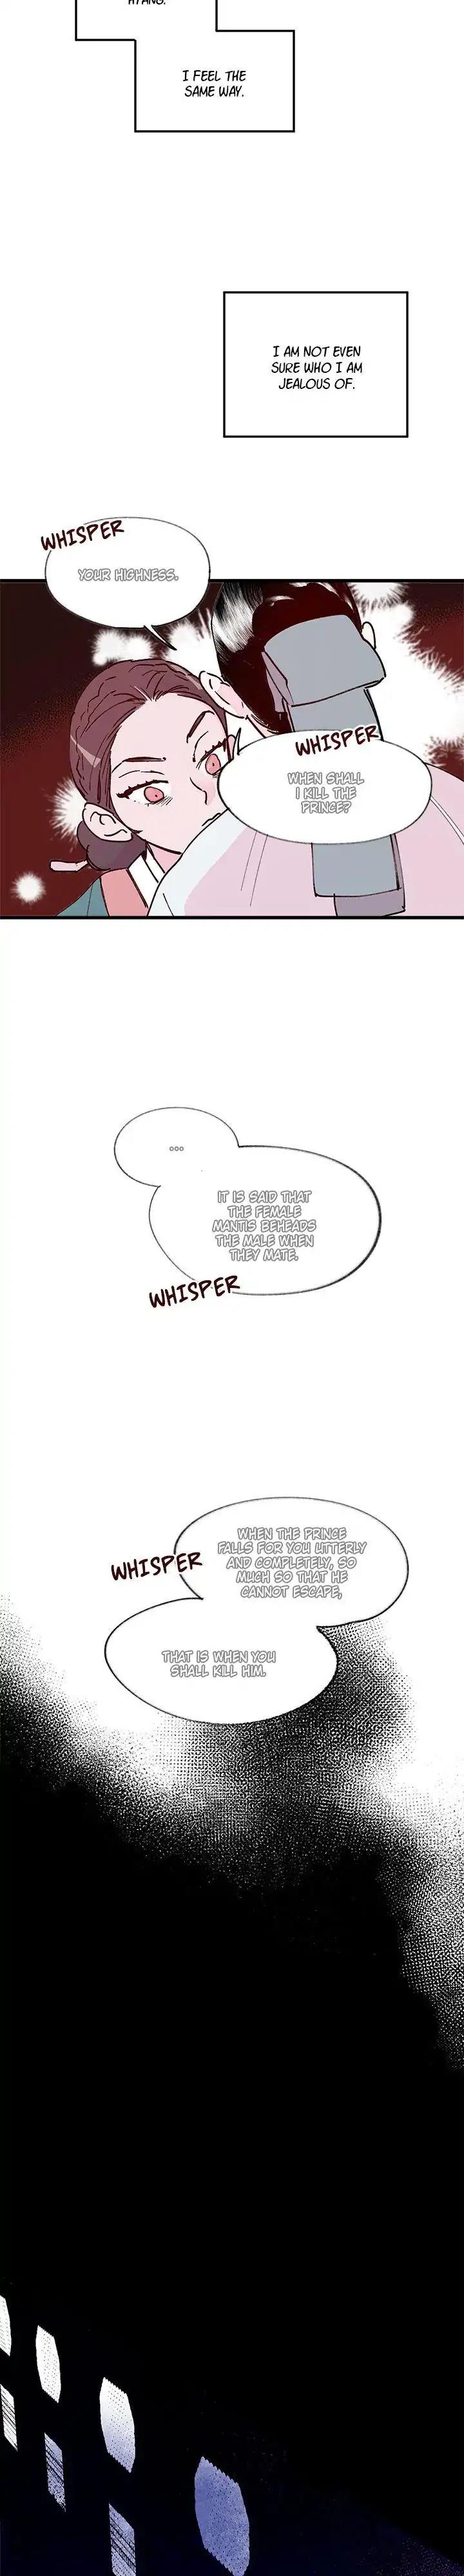 HYANG.
I FEEL THE
SAME WAY.
I AM NOT EVEN
SURE WHO I AM
JEALOUS OF.
WHISPER
YOUR HIGHNESS.
WHISPER
WHEN SHALL
I KILL THE
PRINCE?
...
IT IS SAID THAT
THE FEMALE
MANTIS BEHEADS
THE MALE WHEN
THEY MATE.
WHISPER
WHEN THE PRINCE
FALLS FOR YOU UTTERLY
AND COMPLETELY, SO
MUCH SO THAT HE
CANNOT ESCAPE,
WHISPER
THAT IS WHEN YOU
SHALL KILL HIM.